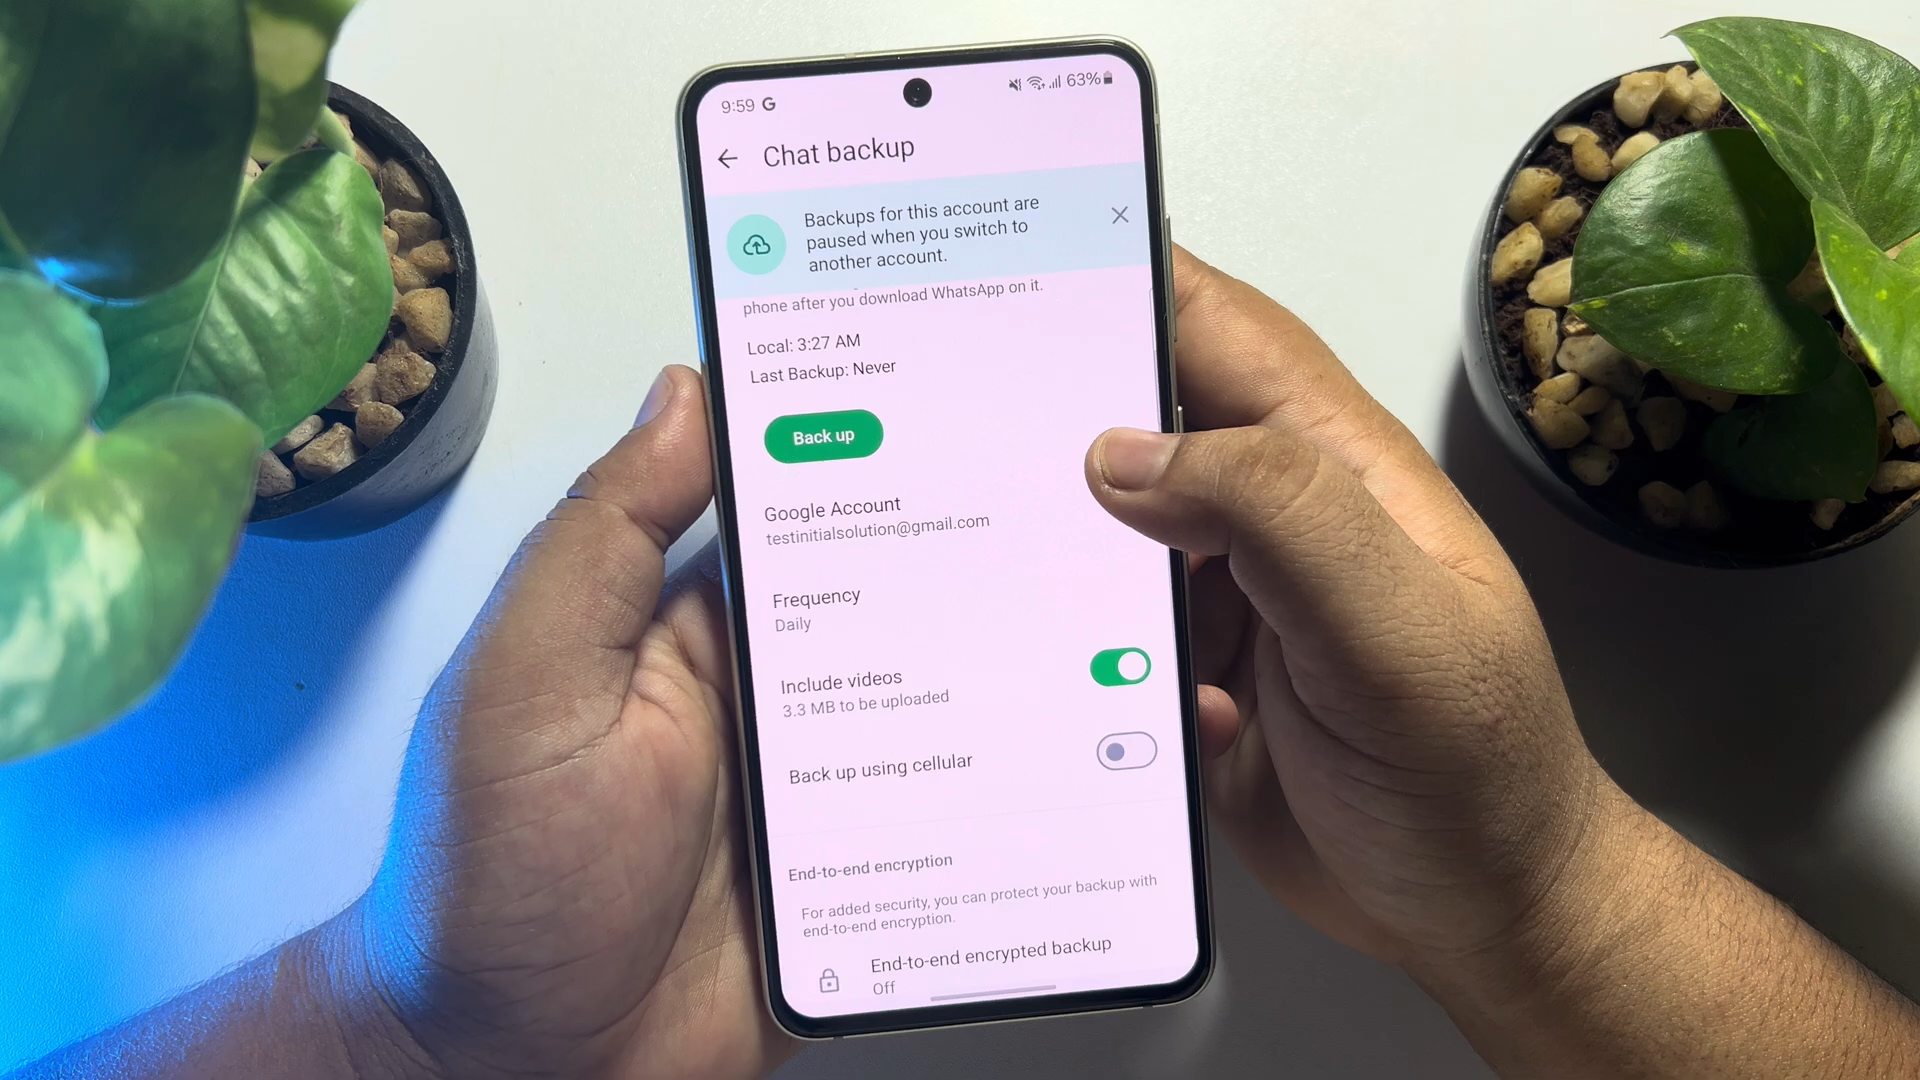 9:59 G
63%
Chat backup
Backups for this account are
paused when you switch to
another account.
phone after you download WhatsApp on it.
Local: 3:27 AM
Last Backup: Never
Back up
Google Account
testinitialsolution@gmail.com
Frequency
Daily
Include videos
3.3 MB to be uploaded
Back up using cellular
End-to-end encryption
For added security, you can protect your backup with
end-to-end encryption.
End-to-end encrypted backup
Off